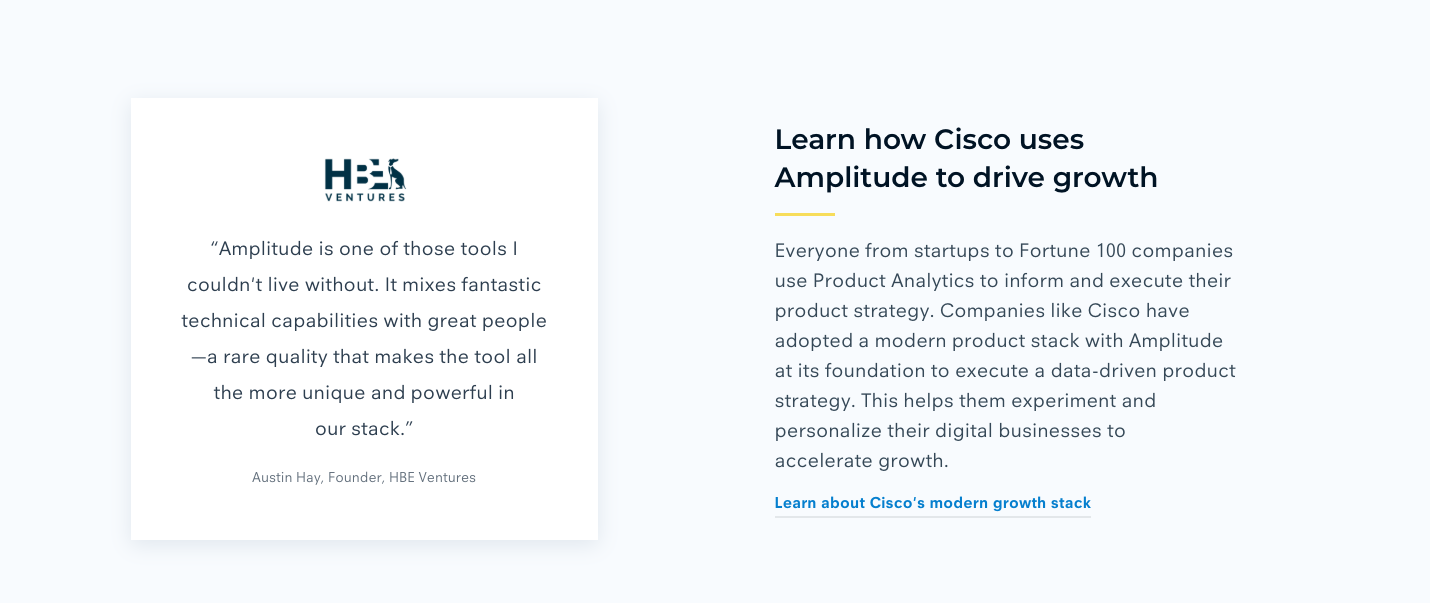 HBE
VENTURES
“Amplitude is one of those tools I
couldn’t live without. It mixes fantastic
technical capabilities with great people
—a rare quality that makes the tool all
the more unique and powerful in
our stack.”
Austin Hay, Founder, HBE Ventures
Learn how Cisco uses
Amplitude to drive growth
Everyone from startups to Fortune 100 companies
use Product Analytics to inform and execute their
product strategy. Companies like Cisco have
adopted a modern product stack with Amplitude
at its foundation to execute a data-driven product
strategy. This helps them experiment and
personalize their digital businesses to
accelerate growth.
Learn about Cisco’s modern growth stack